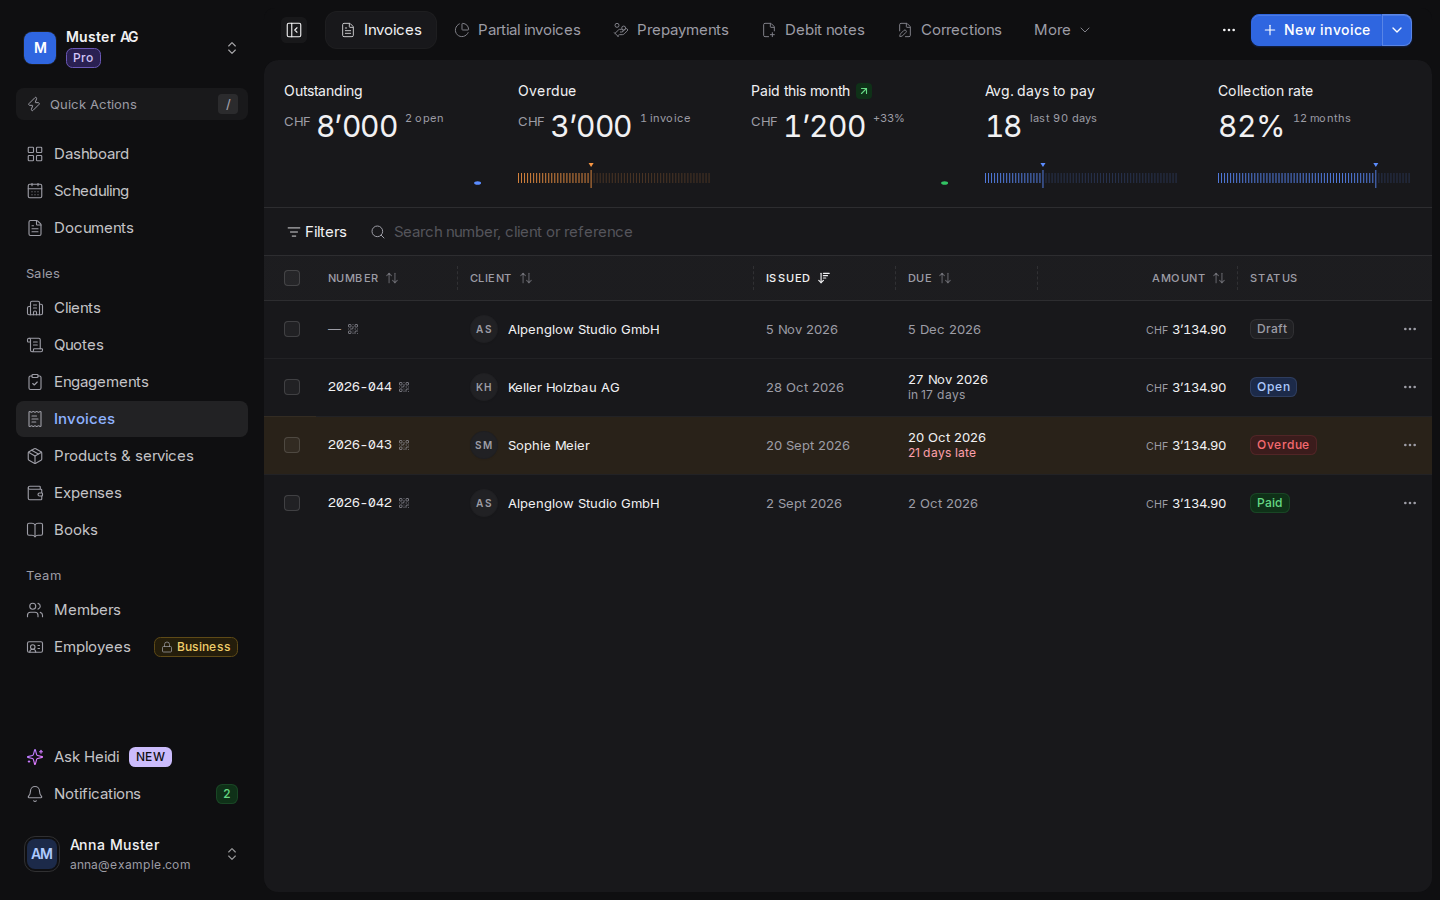 M
Muster AG
Pro
Quick Actions /
Dashboard
Scheduling
Documents
Sales
Clients
Quotes
Engagements
Invoices
Products & services
Expenses
Books
Team
Members
Employees Business
Ask Heidi NEW
Notifications 2
AM
Anna Muster
anna@example.com
Invoices Partial invoices Prepayments Debit notes Corrections More
New invoice
Outstanding
CHF 8’000 2 open
Overdue
CHF 3’000 1 invoice
Paid this month
CHF 1’200 +33%
Avg. days to pay
18 last 90 days
Collection rate
82% 12 months
Filters Search number, client or reference
NUMBER CLIENT ISSUED DUE AMOUNT STATUS
— AS Alpenglow Studio GmbH 5 Nov 2026 5 Dec 2026 CHF 3’134.90 Draft
2026-044 KH Keller Holzbau AG 28 Oct 2026 27 Nov 2026 CHF 3’134.90 Open
in 17 days
2026-043 SM Sophie Meier 20 Sept 2026 20 Oct 2026 CHF 3’134.90 Overdue
21 days late
2026-042 AS Alpenglow Studio GmbH 2 Sept 2026 2 Oct 2026 CHF 3’134.90 Paid